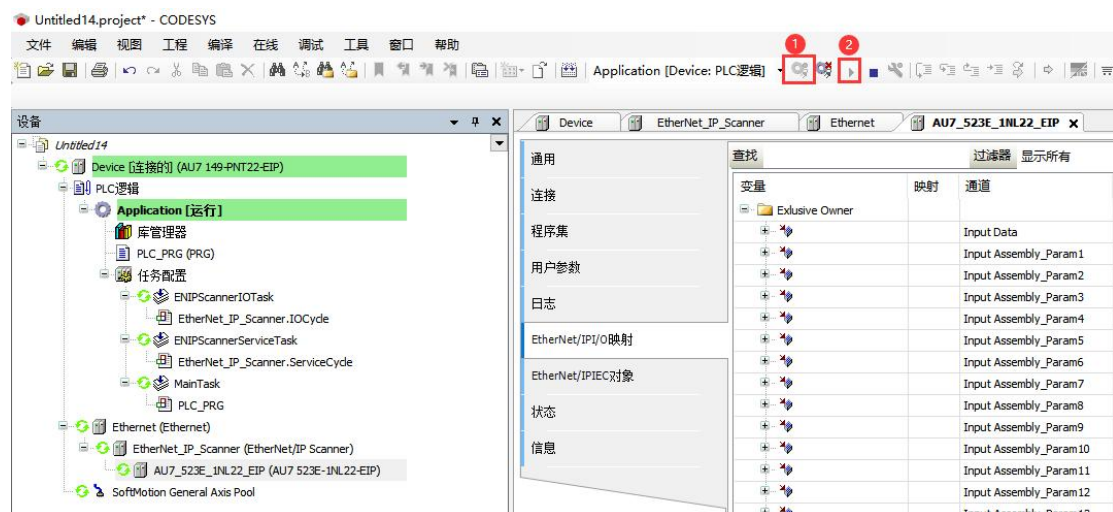 Untitled14.project* - CODESYS
文件 编辑 视图 工程 编译 在线 调试 工具 窗口 帮助
1 2
Application [Device: PLC逻辑]
设备
Untitled14
Device [连接的] (AU7 149-PNT22-EIP)
PLC逻辑
Application [运行]
库管理器
PLC_PRG (PRG)
任务配置
ENIPScannerIOTask
EtherNet_IP_Scanner.IOCycle
ENIPScannerServiceTask
EtherNet_IP_Scanner.ServiceCycle
MainTask
PLC_PRG
Ethernet (Ethernet)
EtherNet_IP_Scanner (EtherNet/IP Scanner)
AU7_523E_1NL22_EIP (AU7 523E-1NL22-EIP)
SoftMotion General Axis Pool
Device EtherNet_IP_Scanner Ethernet AU7_523E_1NL22_EIP
通用
连接
程序集
用户参数
日志
EtherNet/IPI/O映射
EtherNet/IPIEC对象
状态
信息
查找 过滤器 显示所有
变量 映射 通道
Exlusive Owner
Input Data
Input Assembly_Param1
Input Assembly_Param2
Input Assembly_Param3
Input Assembly_Param4
Input Assembly_Param5
Input Assembly_Param6
Input Assembly_Param7
Input Assembly_Param8
Input Assembly_Param9
Input Assembly_Param10
Input Assembly_Param11
Input Assembly_Param12